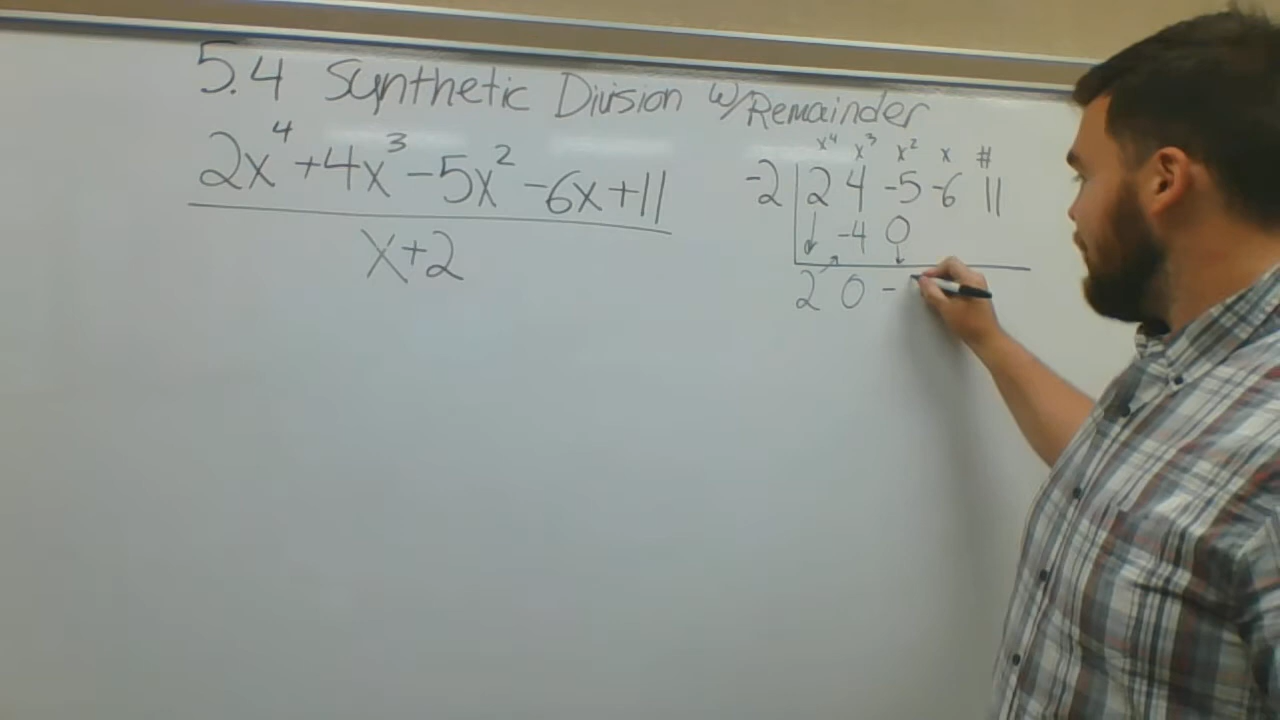 5.4 Synthetic Division w/Remainder
2x⁴+4x³-5x²-6x+11
x+2
x⁴ x³ x² x #
-2 2 4 -5 -6 11
-4 0
2 0 -